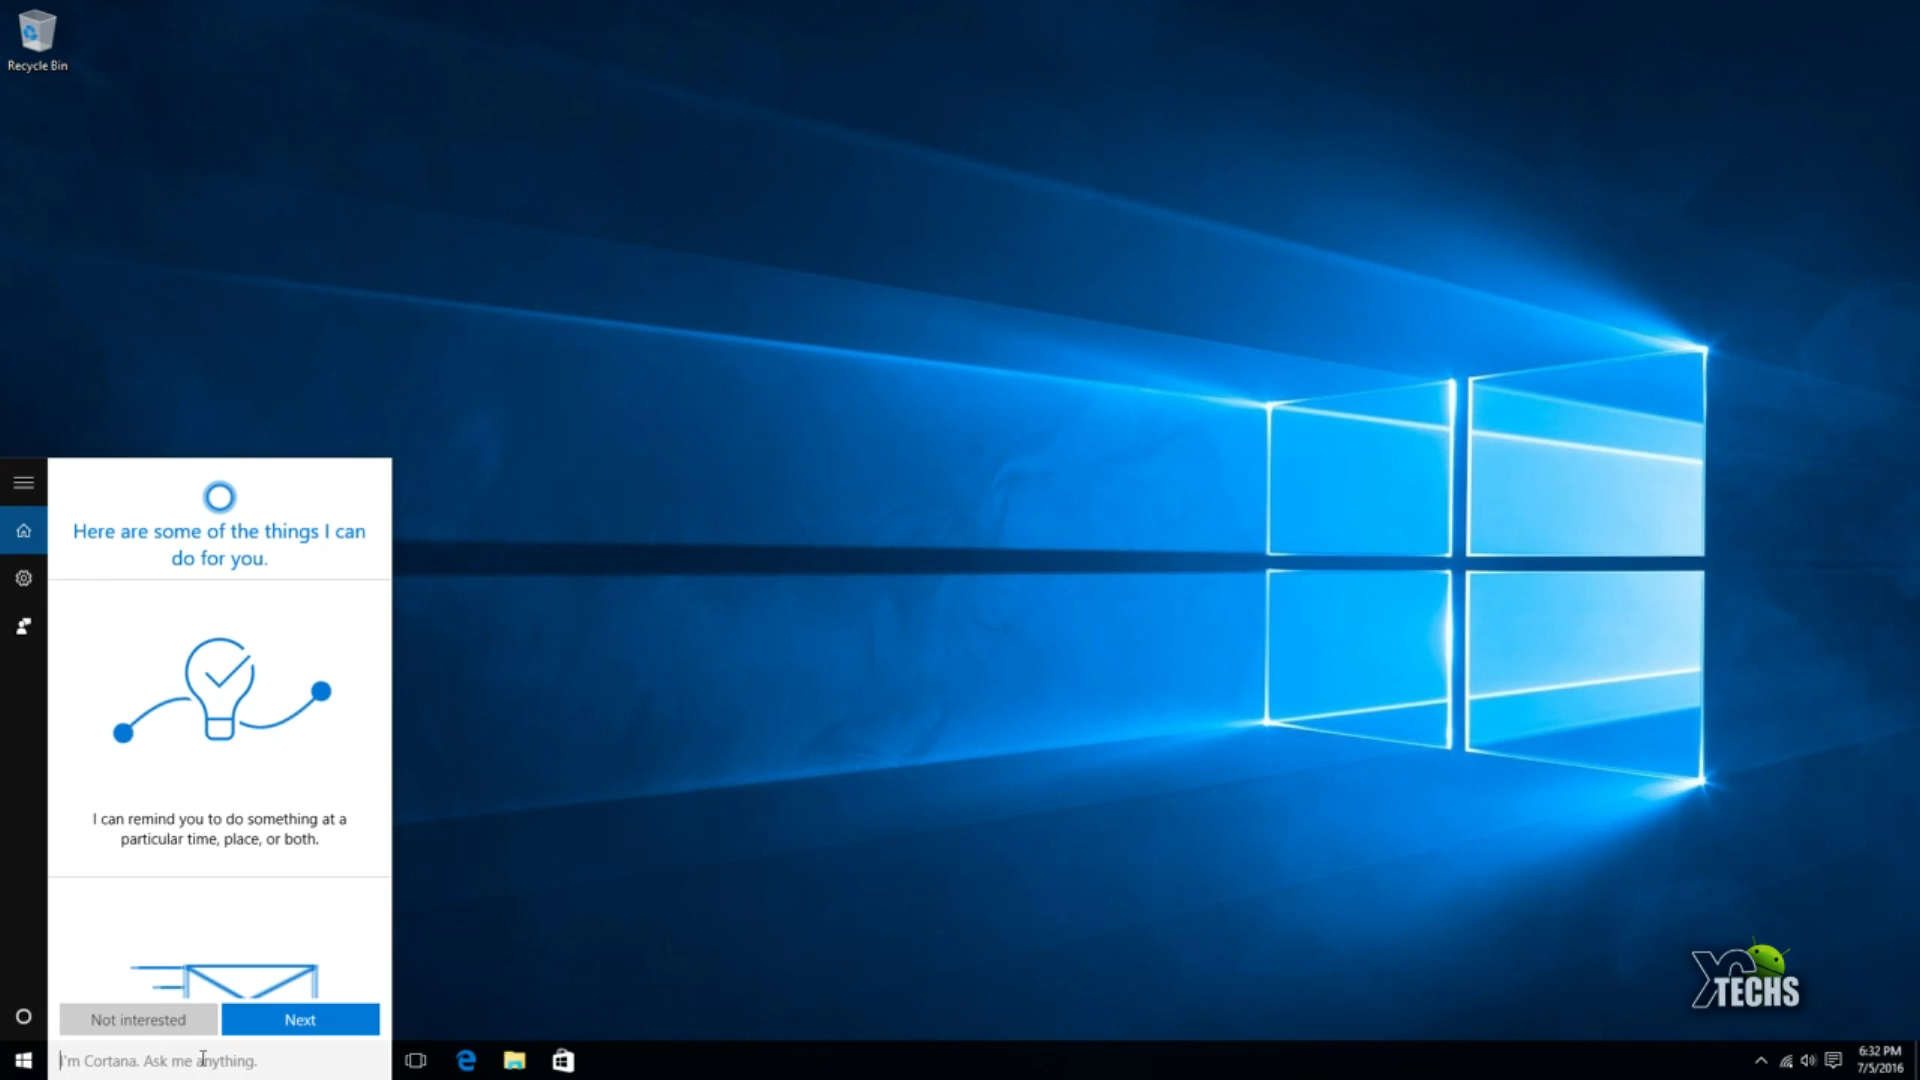 Recycle Bin
Here are some of the things I can
do for you.
I can remind you to do something at a
particular time, place, or both.
Not interested
Next
I'm Cortana. Ask me anything.
TECHS
6:32 PM
7/5/2016